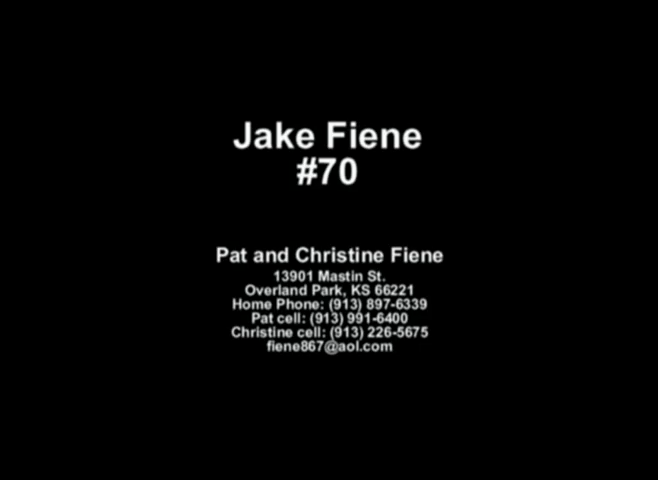 Jake Fiene
#70
Pat and Christine Fiene
13901 Mastin St.
Overland Park, KS 66221
Home Phone: (913) 897-6339
Pat cell: (913) 991-6400
Christine cell: (913) 226-5675
fiene867@aol.com